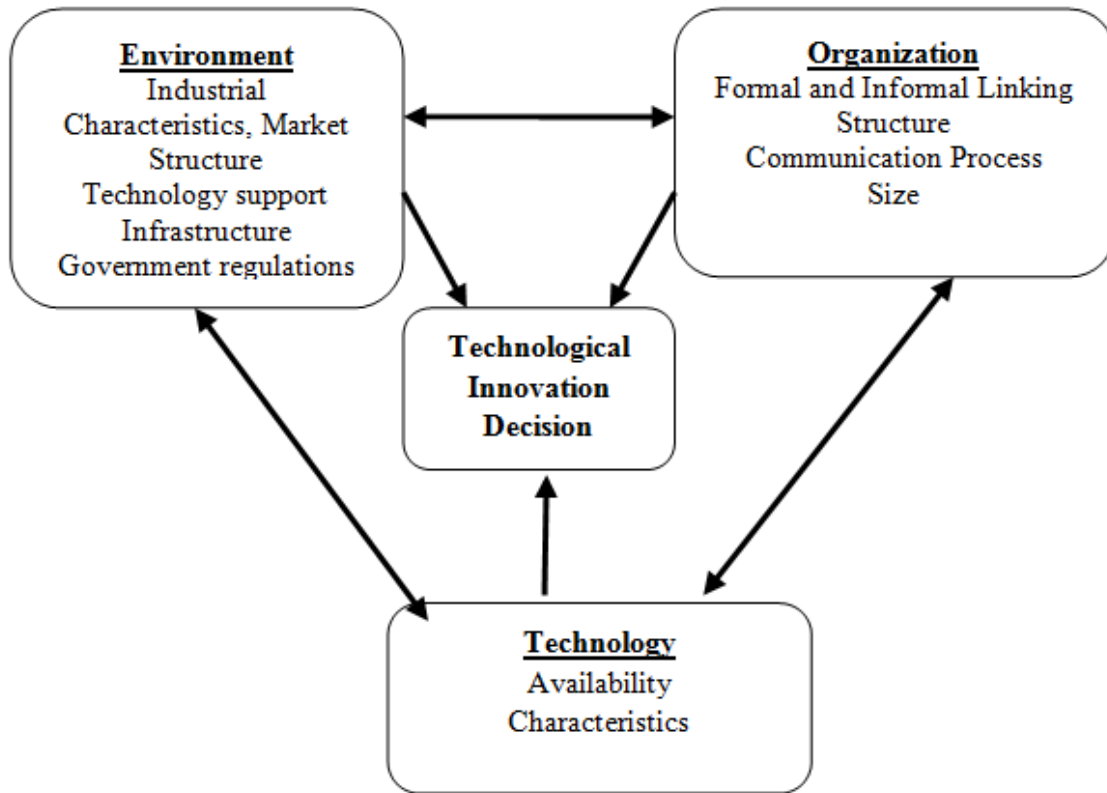 Environment
Industrial
Characteristics, Market
Structure
Technology support
Infrastructure
Government regulations
Organization
Formal and Informal Linking
Structure
Communication Process
Size
Technological
Innovation
Decision
Technology
Availability
Characteristics